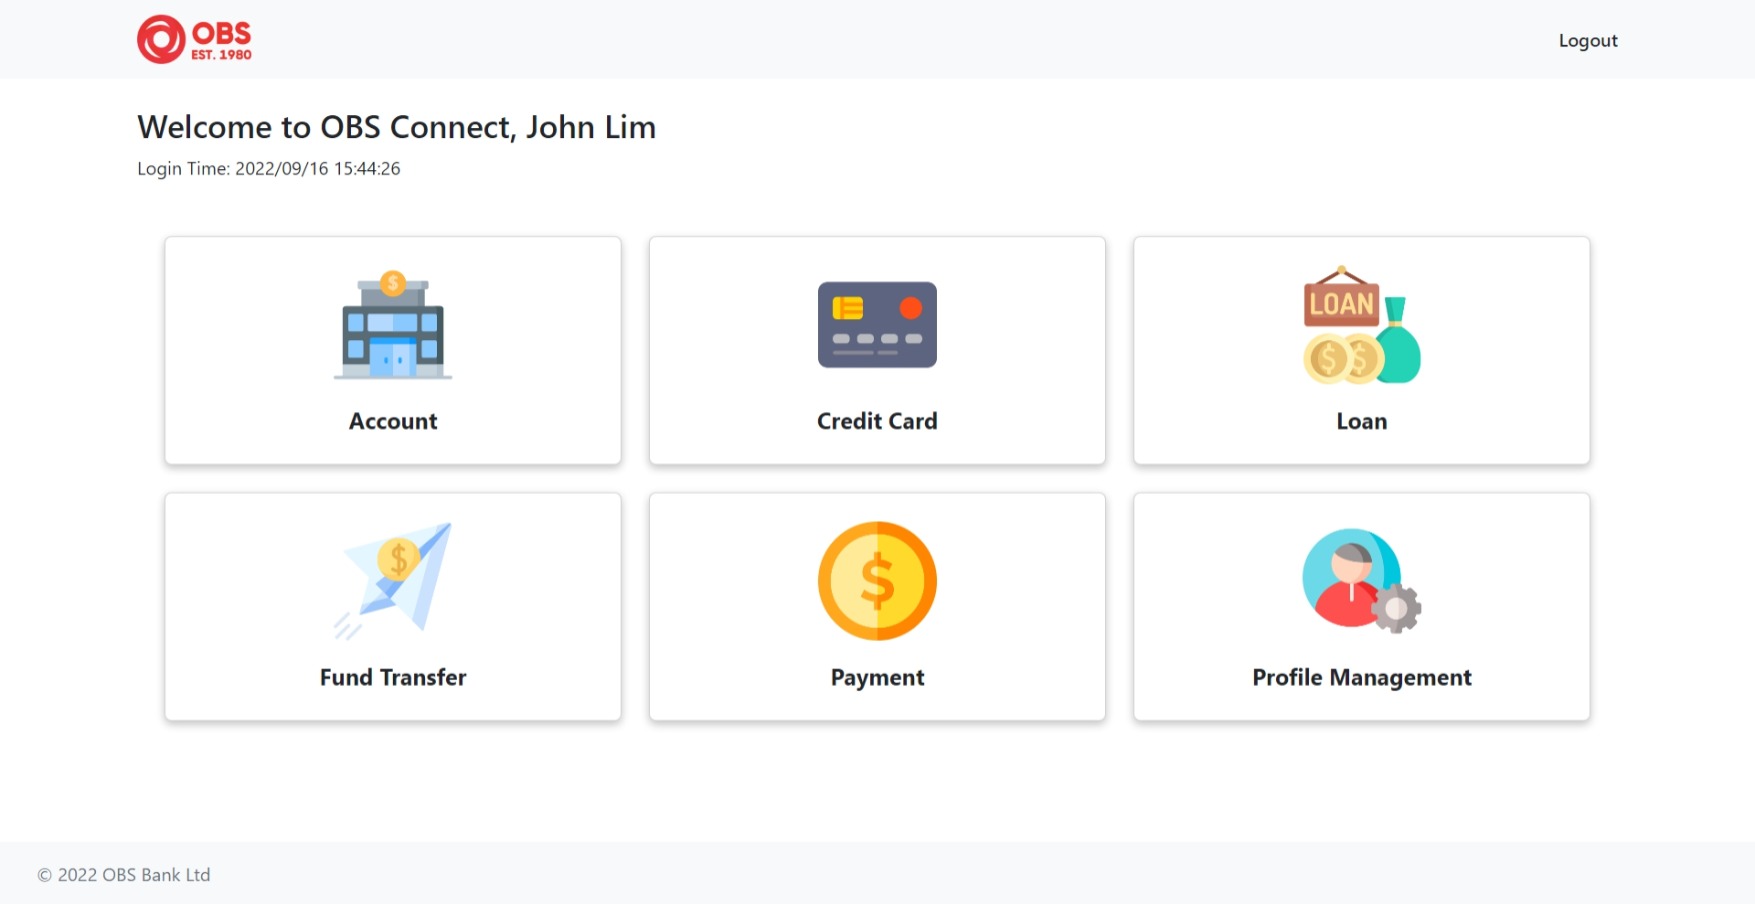 OBS
EST. 1980
Logout
Welcome to OBS Connect, John Lim
Login Time: 2022/09/16 15:44:26
$
LOAN
$ $
Account
Credit Card
Loan
$
$
Fund Transfer
Payment
Profile Management
© 2022 OBS Bank Ltd